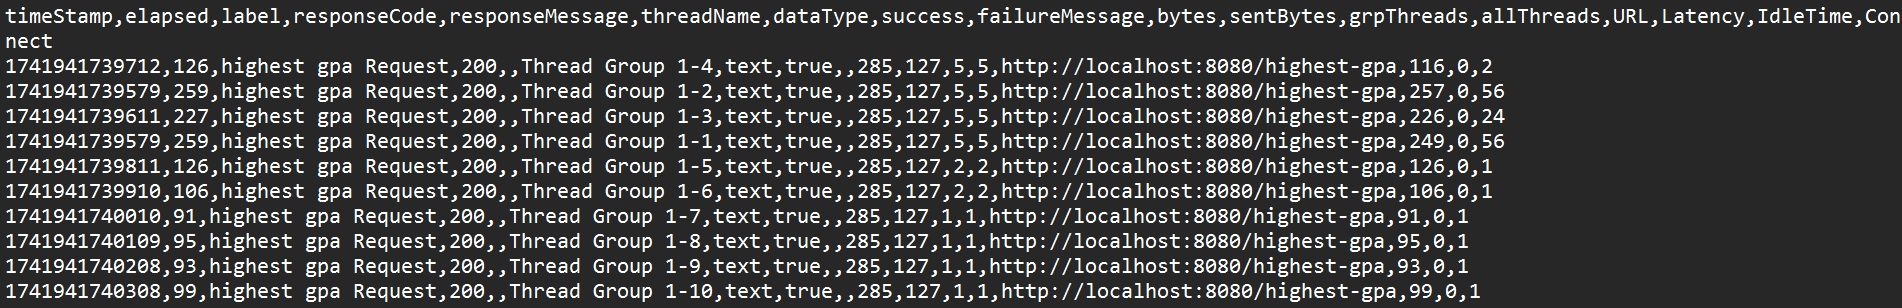 timeStamp,elapsed,label,responseCode,responseMessage,threadName,dataType,success,failureMessage,bytes,sentBytes,grpThreads,allThreads,URL,Latency,IdleTime,Con
nect
1741941739712,126,highest gpa Request,200,,Thread Group 1-4,text,true,,285,127,5,5,http://localhost:8080/highest-gpa,116,0,2
1741941739579,259,highest gpa Request,200,,Thread Group 1-2,text,true,,285,127,5,5,http://localhost:8080/highest-gpa,257,0,56
1741941739611,227,highest gpa Request,200,,Thread Group 1-3,text,true,,285,127,5,5,http://localhost:8080/highest-gpa,226,0,24
1741941739579,259,highest gpa Request,200,,Thread Group 1-1,text,true,,285,127,5,5,http://localhost:8080/highest-gpa,249,0,56
1741941739811,126,highest gpa Request,200,,Thread Group 1-5,text,true,,285,127,2,2,http://localhost:8080/highest-gpa,126,0,1
1741941739910,106,highest gpa Request,200,,Thread Group 1-6,text,true,,285,127,2,2,http://localhost:8080/highest-gpa,106,0,1
1741941740010,91,highest gpa Request,200,,Thread Group 1-7,text,true,,285,127,1,1,http://localhost:8080/highest-gpa,91,0,1
1741941740109,95,highest gpa Request,200,,Thread Group 1-8,text,true,,285,127,1,1,http://localhost:8080/highest-gpa,95,0,1
1741941740208,93,highest gpa Request,200,,Thread Group 1-9,text,true,,285,127,1,1,http://localhost:8080/highest-gpa,93,0,1
1741941740308,99,highest gpa Request,200,,Thread Group 1-10,text,true,,285,127,1,1,http://localhost:8080/highest-gpa,99,0,1